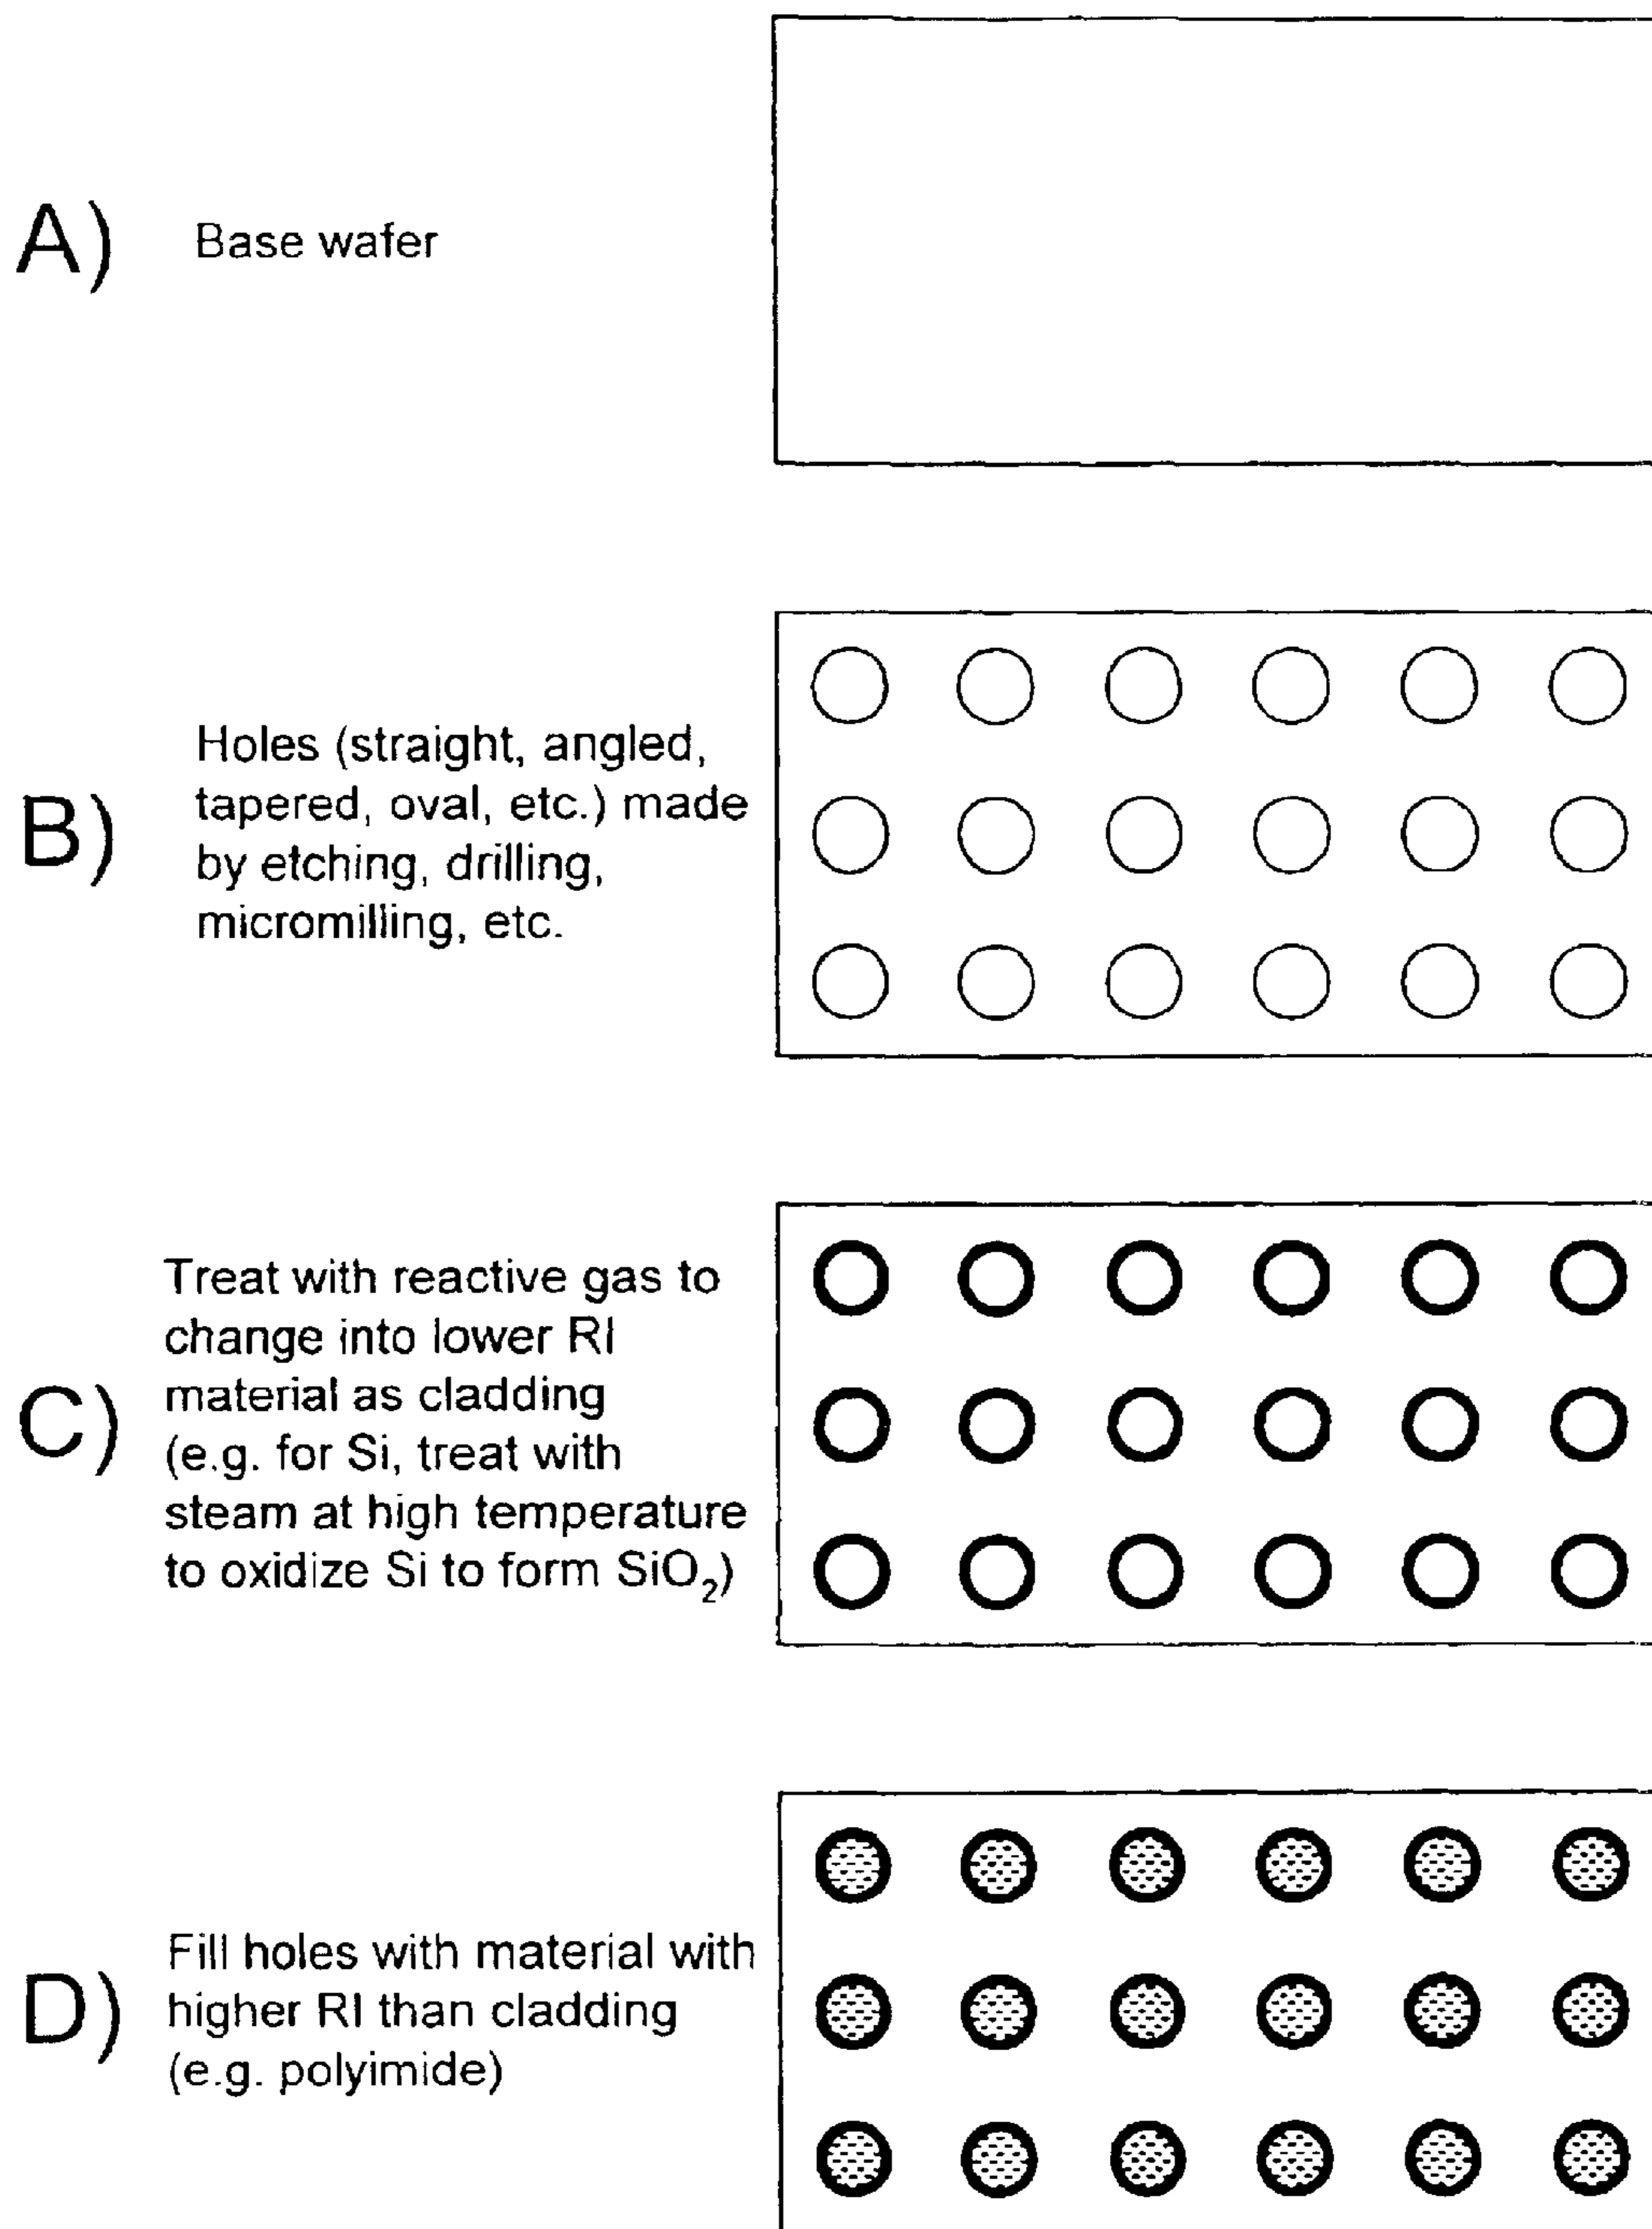 A) Base wafer
B) Holes (straight, angled,
tapered, oval, etc.) made
by etching, drilling,
micromilling, etc.
C) Treat with reactive gas to
change into lower RI
material as cladding
(e.g. for Si, treat with
steam at high temperature
to oxidize Si to form SiO₂)
D) Fill holes with material with
higher RI than cladding
(e.g. polyimide)